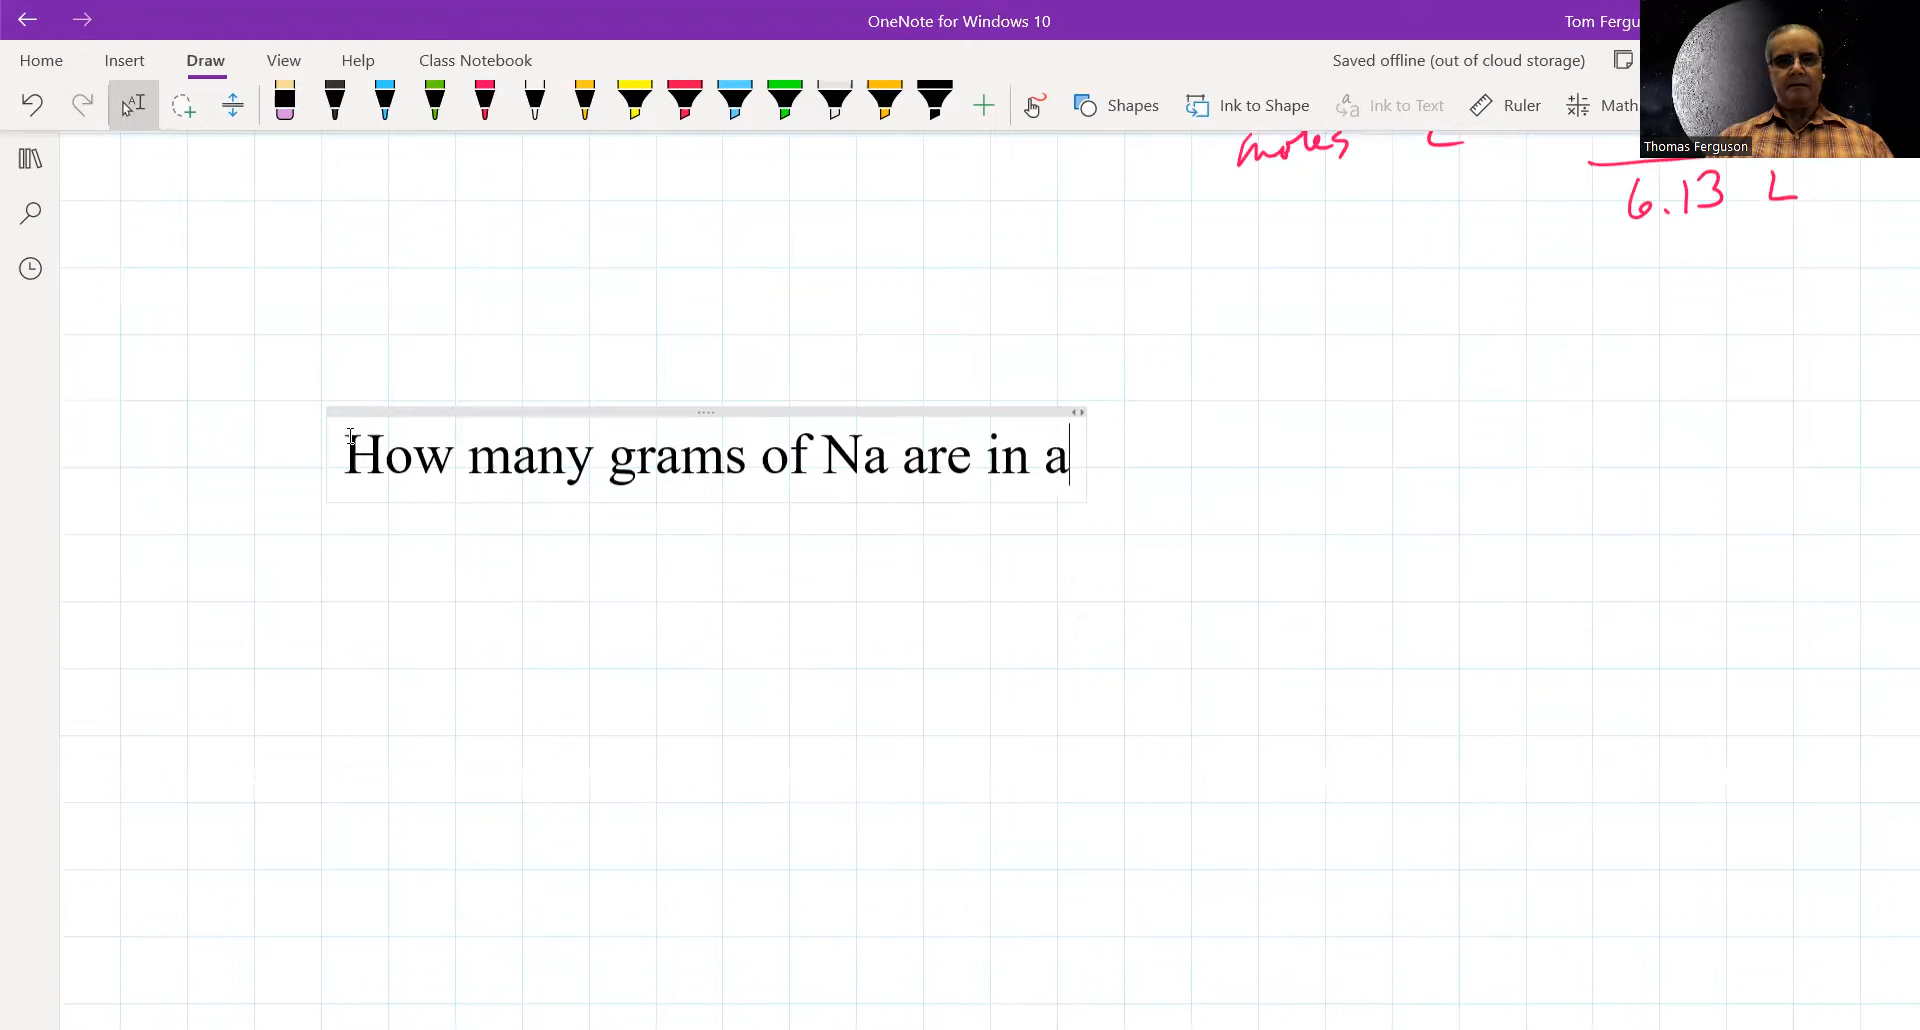 OneNote for Windows 10
Tom Fergu
Home Insert Draw View Help Class Notebook
Saved offline (out of cloud storage)
Shapes
Ink to Shape
Ink to Text
Ruler
Math
Thomas Ferguson
moles L
6.13 L
How many grams of Na are in a